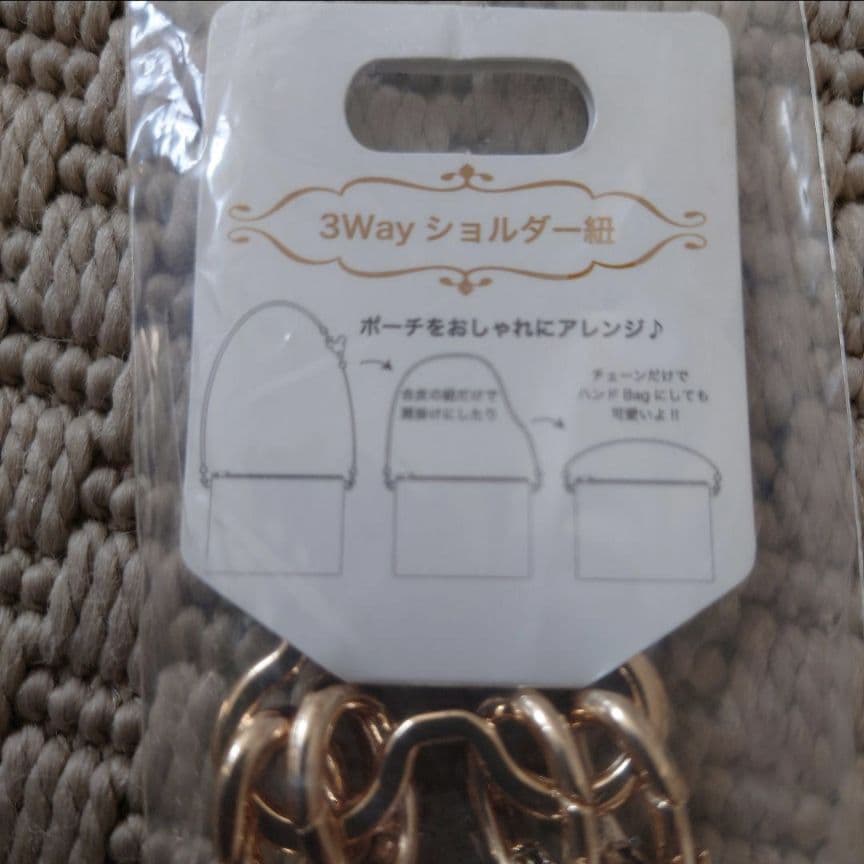 3Way ショルダー紐
ポーチをおしゃれにアレンジ♪
合皮の紐だけで
肩掛けにしたり
チェーンだけで
ハンドBagにしても
可愛いよ!!